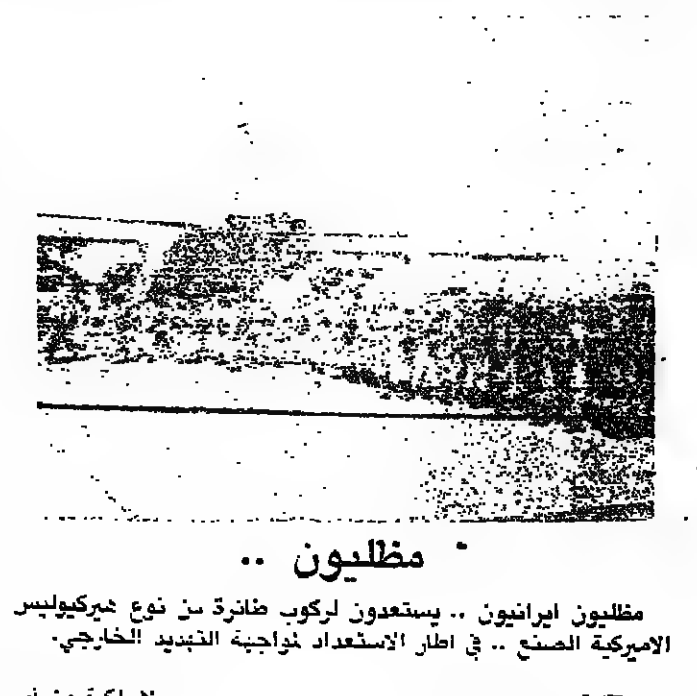 مظليون ..
مظليون ايرانيون .. يستعدون لركوب طائرة من نوع هيركيوليس
الاميركية الصنع .. في اطار الاستعداد لمواجهة التهديد الخارجي.